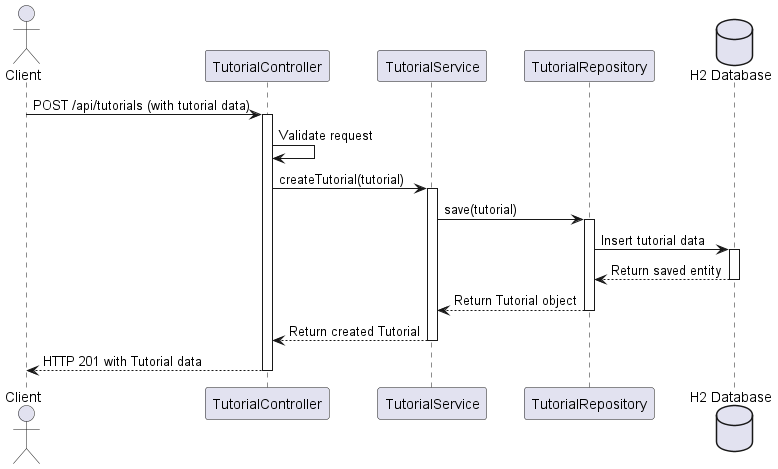 Client
TutorialController
TutorialService
TutorialRepository
H2 Database
POST /api/tutorials (with tutorial data)
Validate request
createTutorial(tutorial)
save(tutorial)
Insert tutorial data
Return saved entity
Return Tutorial object
Return created Tutorial
HTTP 201 with Tutorial data
Client
TutorialController
TutorialService
TutorialRepository
H2 Database